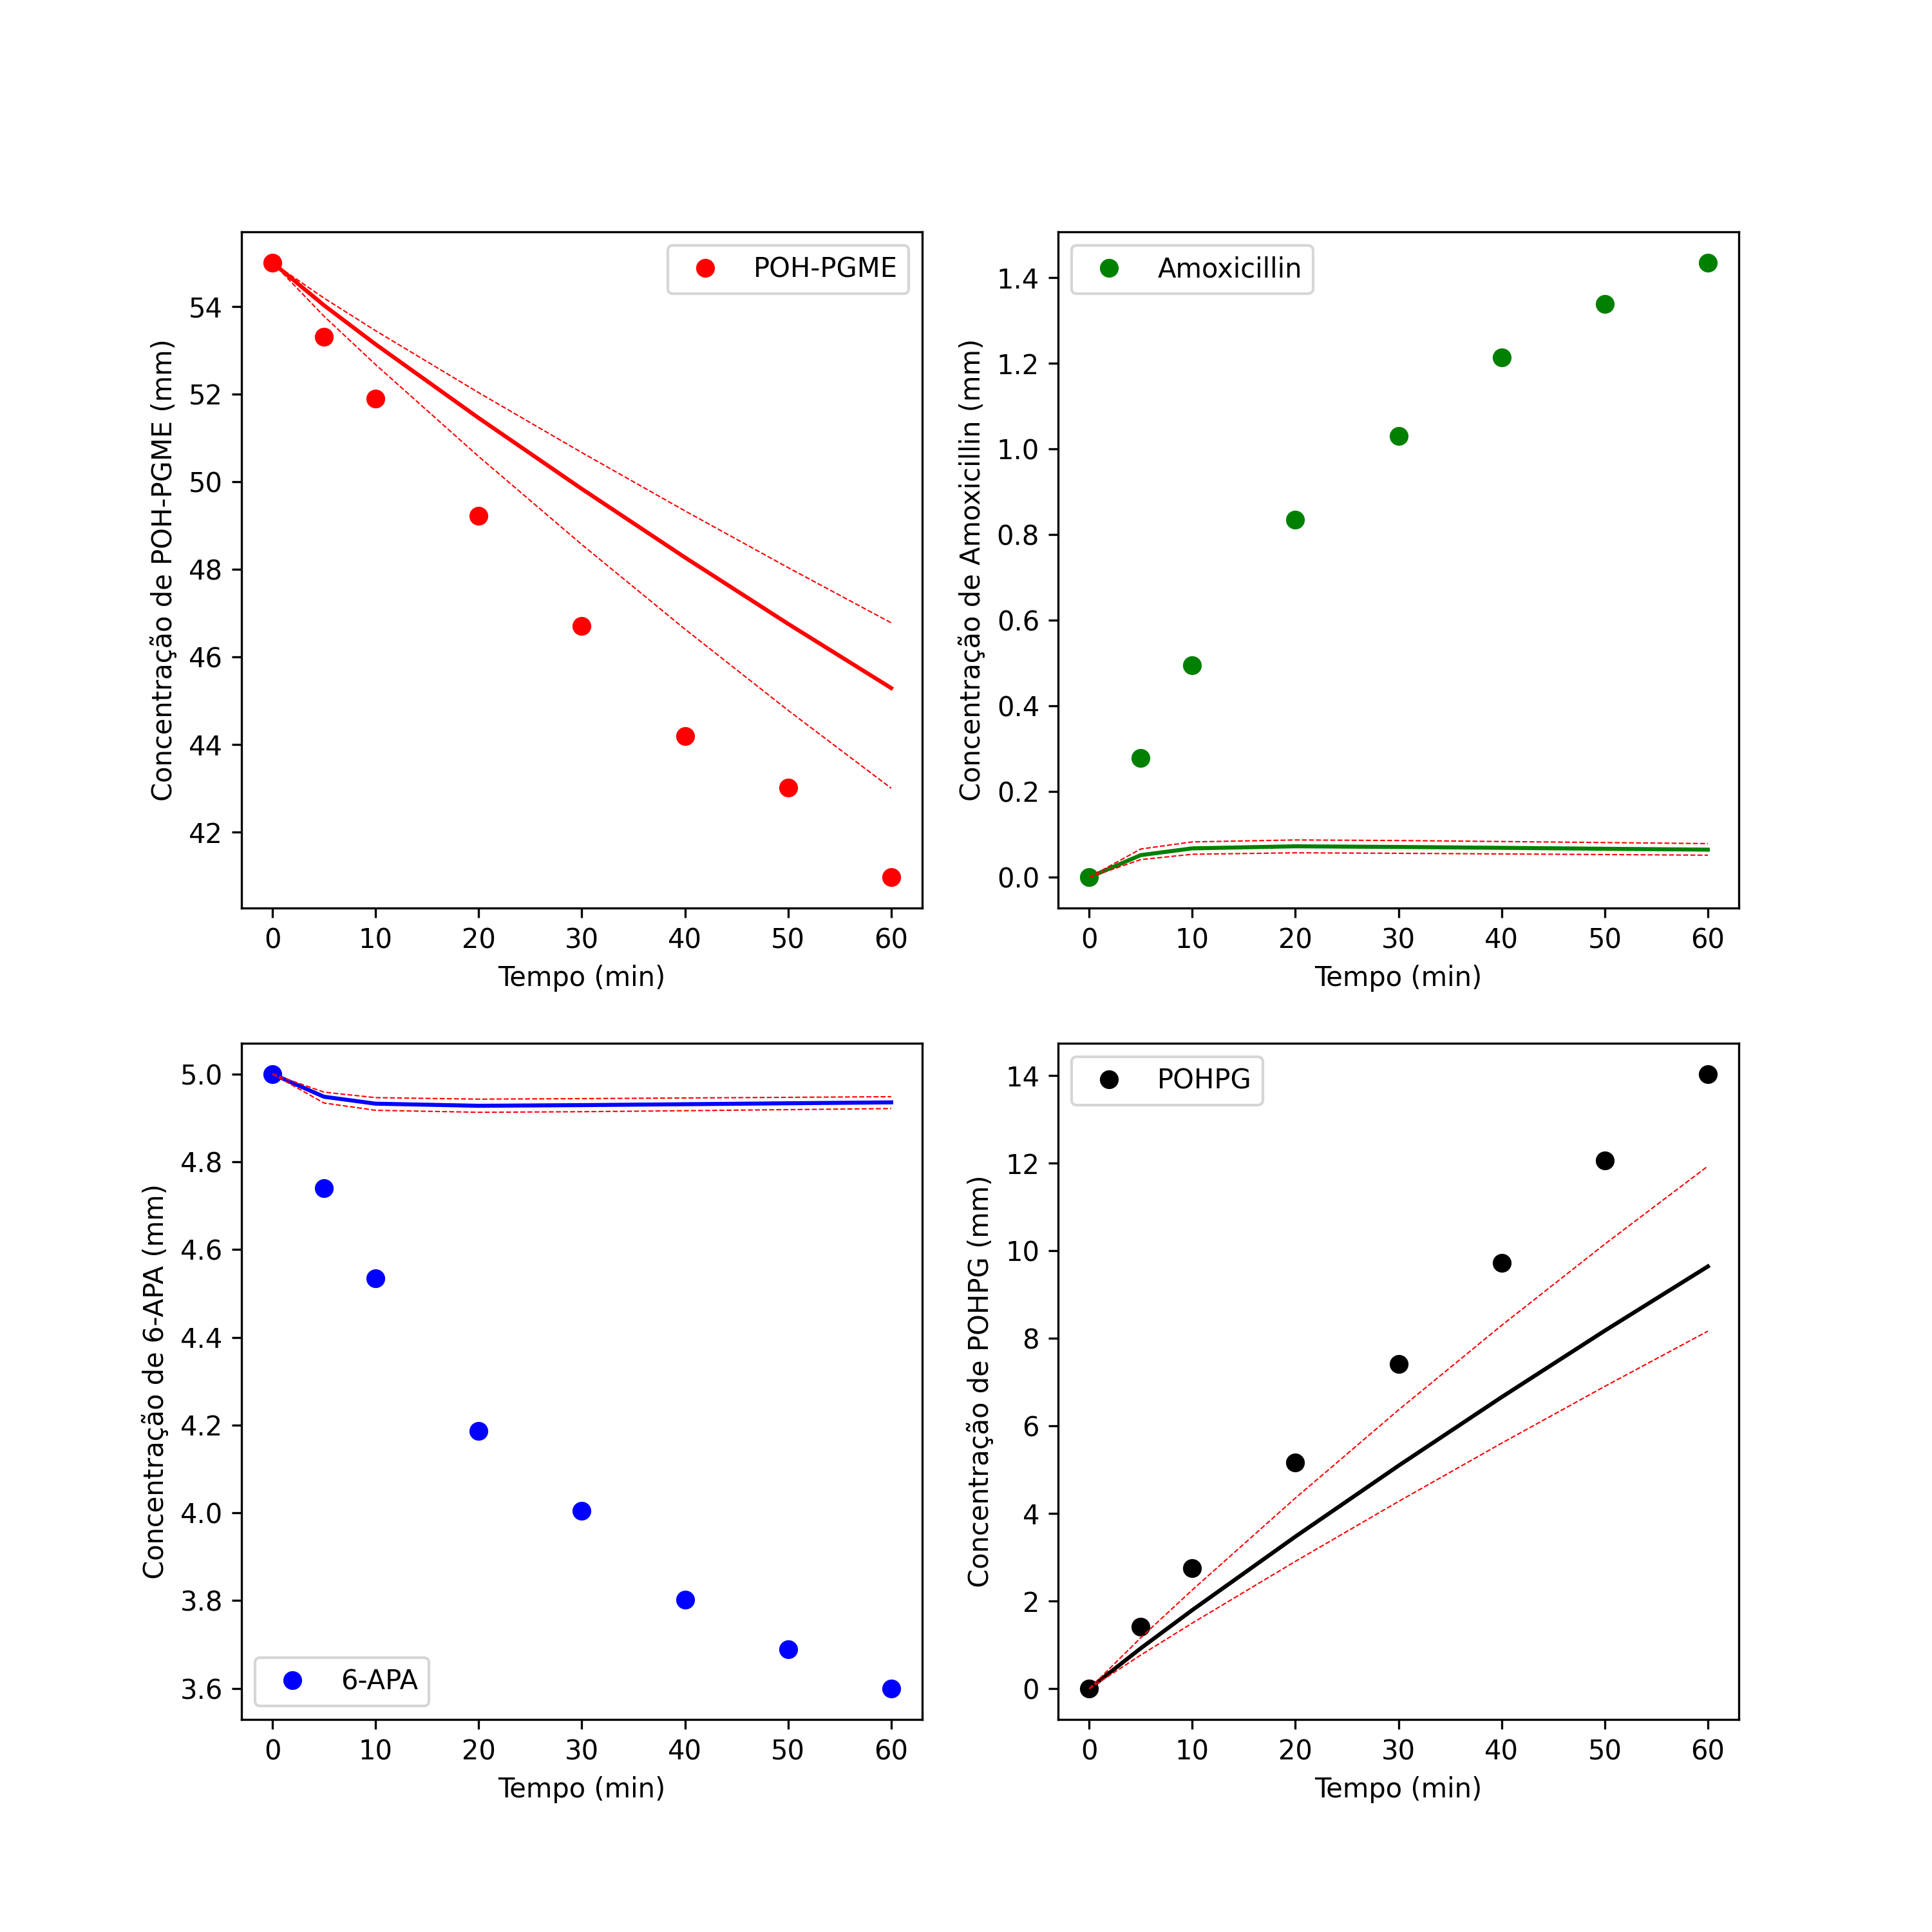 POH-PGME
Concentração de POH-PGME (mm)
54
52
50
48
46
44
42
0 10 20 30 40 50 60
Tempo (min)
Amoxicillin
Concentração de Amoxicillin (mm)
1.4
1.2
1.0
0.8
0.6
0.4
0.2
0.0
0 10 20 30 40 50 60
Tempo (min)
Concentração de 6-APA (mm)
5.0
4.8
4.6
4.4
4.2
4.0
3.8
3.6
6-APA
0 10 20 30 40 50 60
Tempo (min)
POHPG
Concentração de POHPG (mm)
14
12
10
8
6
4
2
0
0 10 20 30 40 50 60
Tempo (min)